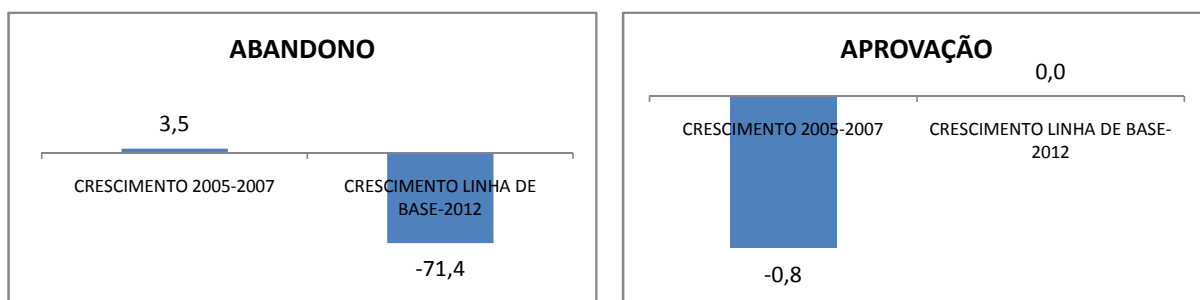 ABANDONO
3,5
CRESCIMENTO 2005-2007
CRESCIMENTO LINHA DE
BASE-2012
-71,4
APROVAÇÃO
0,0
CRESCIMENTO 2005-2007
CRESCIMENTO LINHA DE BASE-
2012
-0,8